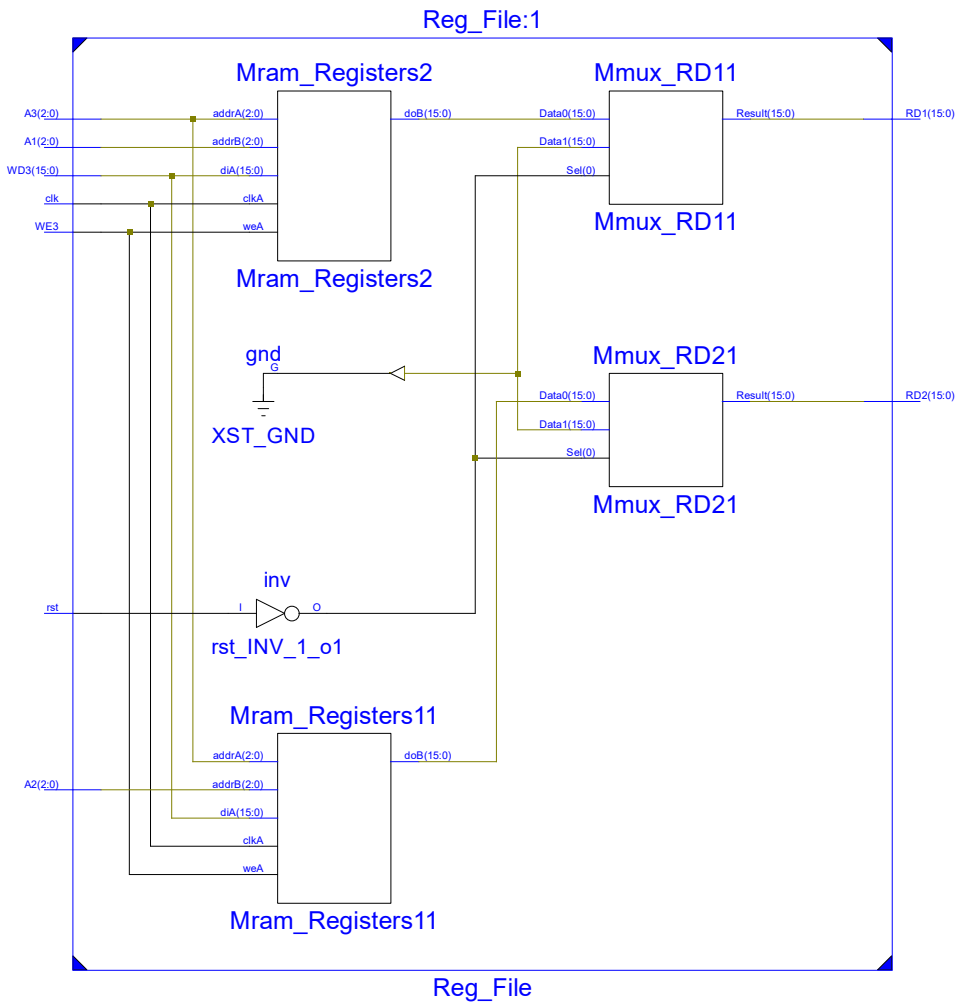 Reg_File:1
Mram_Registers2
Mmux_RD11
A3(2:0)
addrA(2:0)
doB(15:0)
Data0(15:0)
Result(15:0)
RD1(15:0)
A1(2:0)
addrB(2:0)
Data1(15:0)
WD3(15:0)
diA(15:0)
Sel(0)
clk
clkA
WE3
weA
Mmux_RD11
Mram_Registers2
gnd
G
XST_GND
Mmux_RD21
Data0(15:0)
Result(15:0)
RD2(15:0)
Data1(15:0)
Sel(0)
Mmux_RD21
inv
rst
I
O
rst_INV_1_o1
Mram_Registers11
addrA(2:0)
doB(15:0)
A2(2:0)
addrB(2:0)
diA(15:0)
clkA
weA
Mram_Registers11
Reg_File